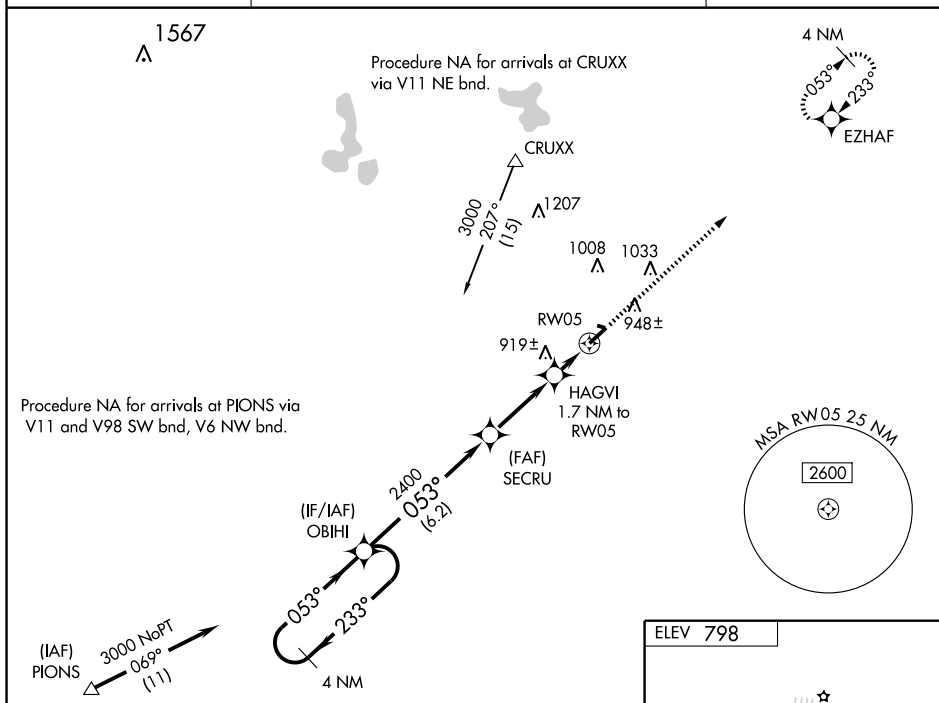 1567
Procedure NA for arrivals at CRUXX
via V11 NE bnd.
4 NM
053°
233°
EZHAF
CRUXX
3000
207°
(15)
1207
1008
1033
RW05
948±
919±
HAGVI
1.7 NM to
RW05
Procedure NA for arrivals at PIONS via
V11 and V98 SW bnd, V6 NW bnd.
(FAF)
SECRU
MSA RW05 25 NM
2600
2400
053°
(6.2)
(IF/IAF)
OBIHI
053°
233°
4 NM
(IAF)
PIONS
3000 NoPT
069°
(11)
ELEV 798